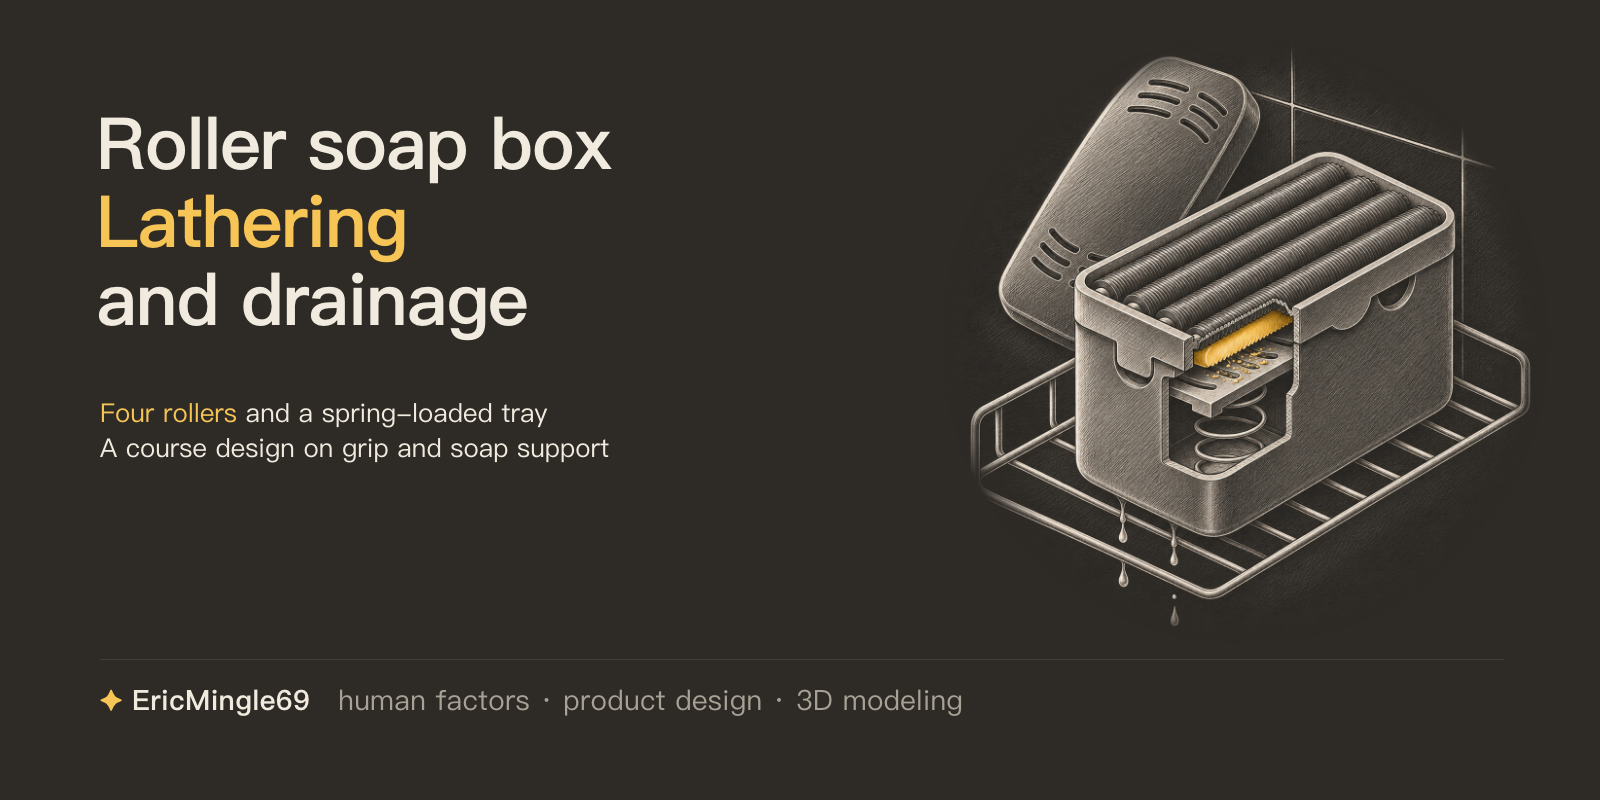 Roller soap box
Lathering
and drainage
Four rollers and a spring-loaded tray
A course design on grip and soap support
EricMingle69 human factors · product design · 3D modeling